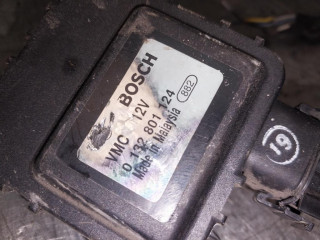 BOSCH
VMC 12V
0 132 801 124
Made in Malaysia
882
19